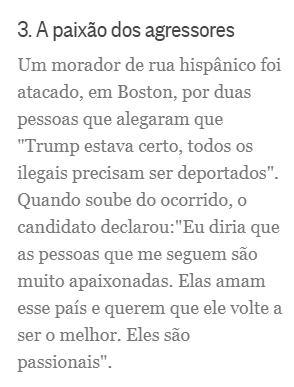 3. A paixão dos agressores
Um morador de rua hispânico foi
atacado, em Boston, por duas
pessoas que alegaram que
"Trump estava certo, todos os
ilegais precisam ser deportados".
Quando soube do ocorrido, o
candidato declarou:"Eu diria que
as pessoas que me seguem são
muito apaixonadas. Elas amam
esse país e querem que ele volte a
ser o melhor. Eles são
passionais".